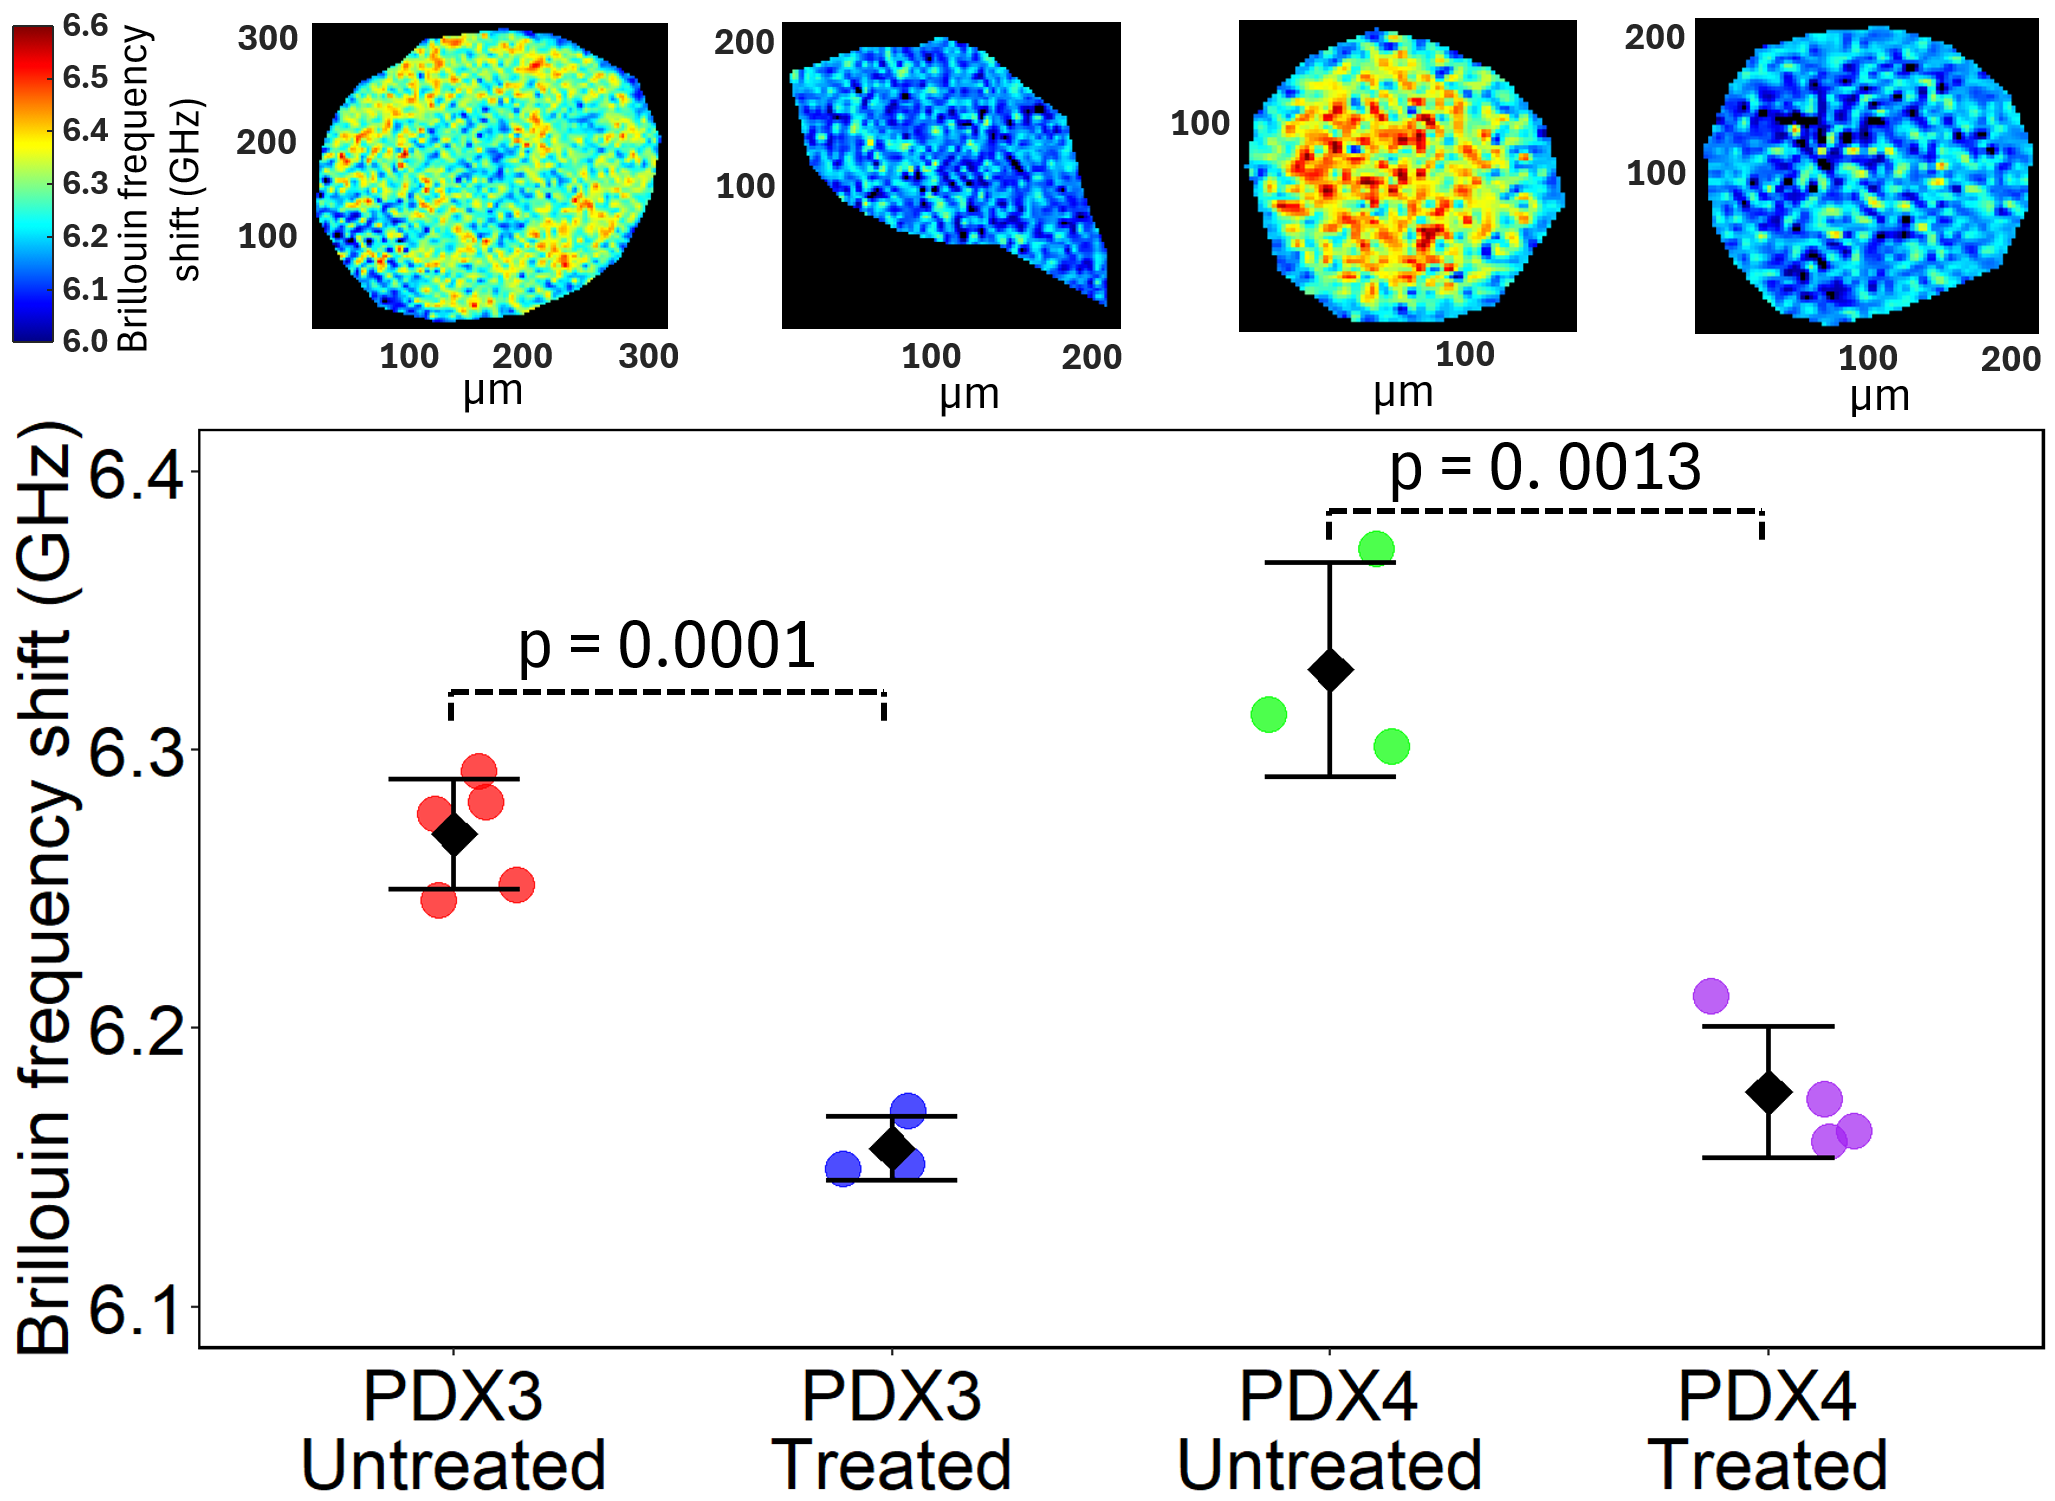 6.6
6.5
6.4
6.3
6.2
6.1
6.0
Brillouin frequency
shift (GHz)
300
200
100
100 200 300
µm
200
100
100 200
µm
100
100
µm
200
100
100 200
µm
Brillouin frequency shift (GHz)
6.4
6.3
6.2
6.1
p = 0.0001
p = 0. 0013
PDX3
Untreated
PDX3
Treated
PDX4
Untreated
PDX4
Treated